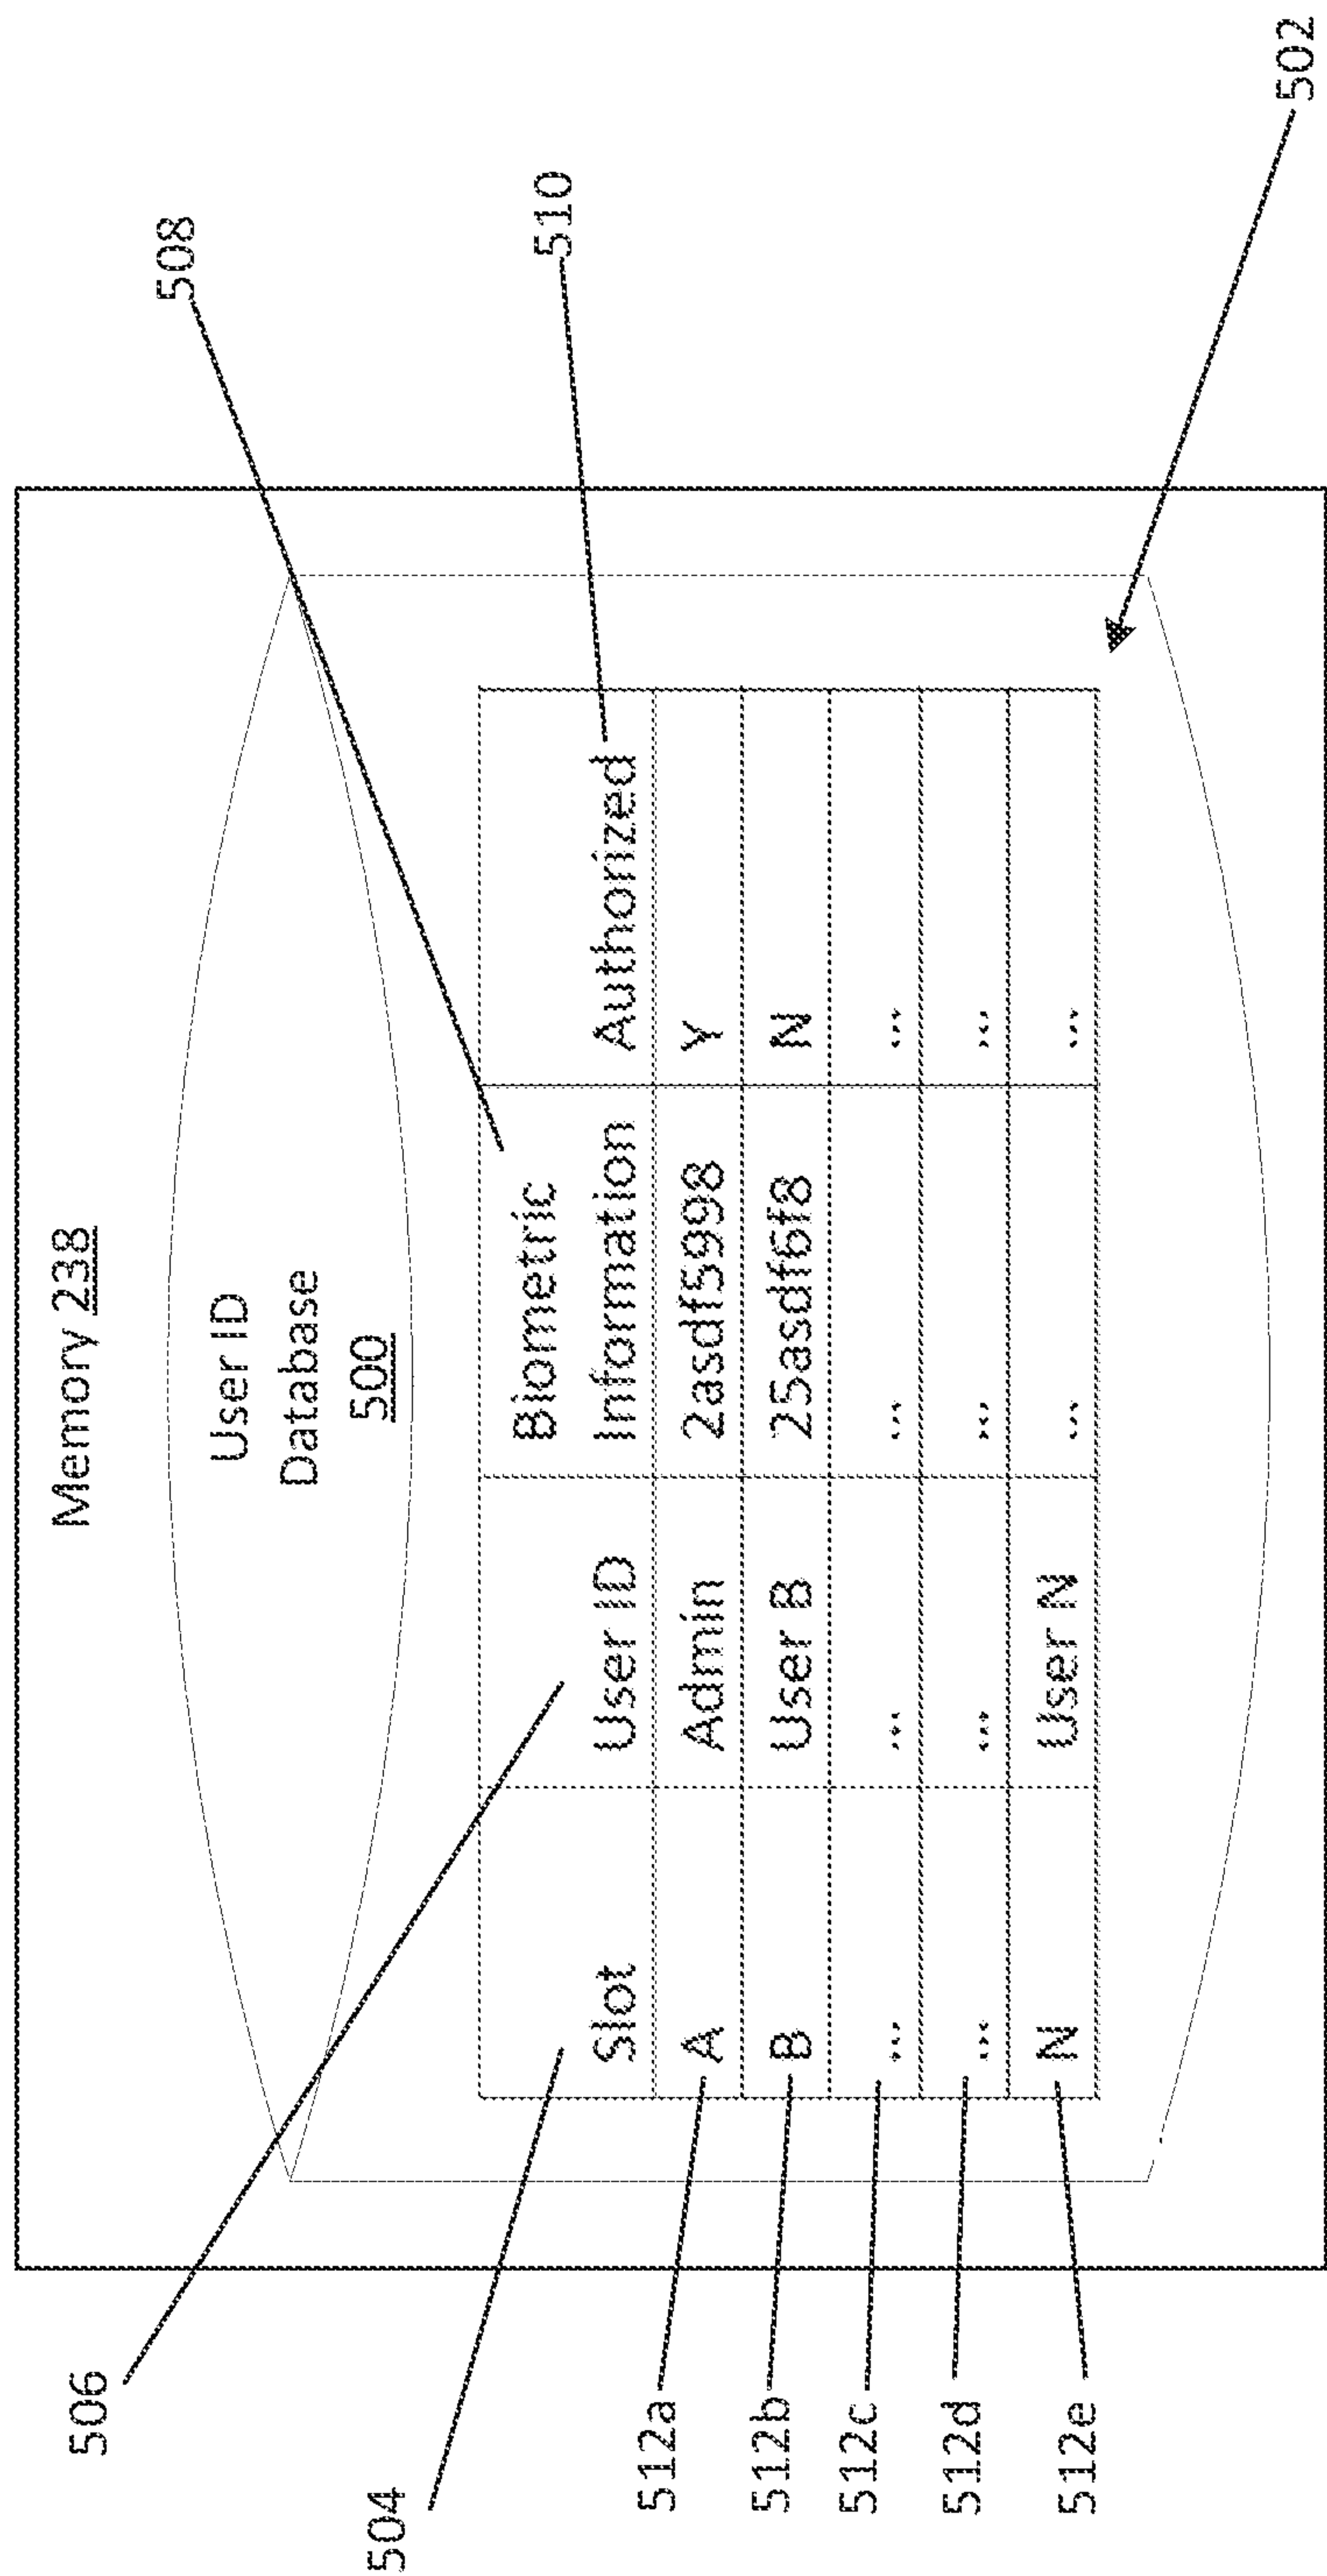 Memory 238
User ID
Database
500
506
504
508
510
Slot User ID Biometric Information Authorized
512a A Admin 2asdf5998 Y
512b B User B 25asdf6f8 N
512c ... ... ... ...
512d ... ... ... ...
512e N User N ... ...
502